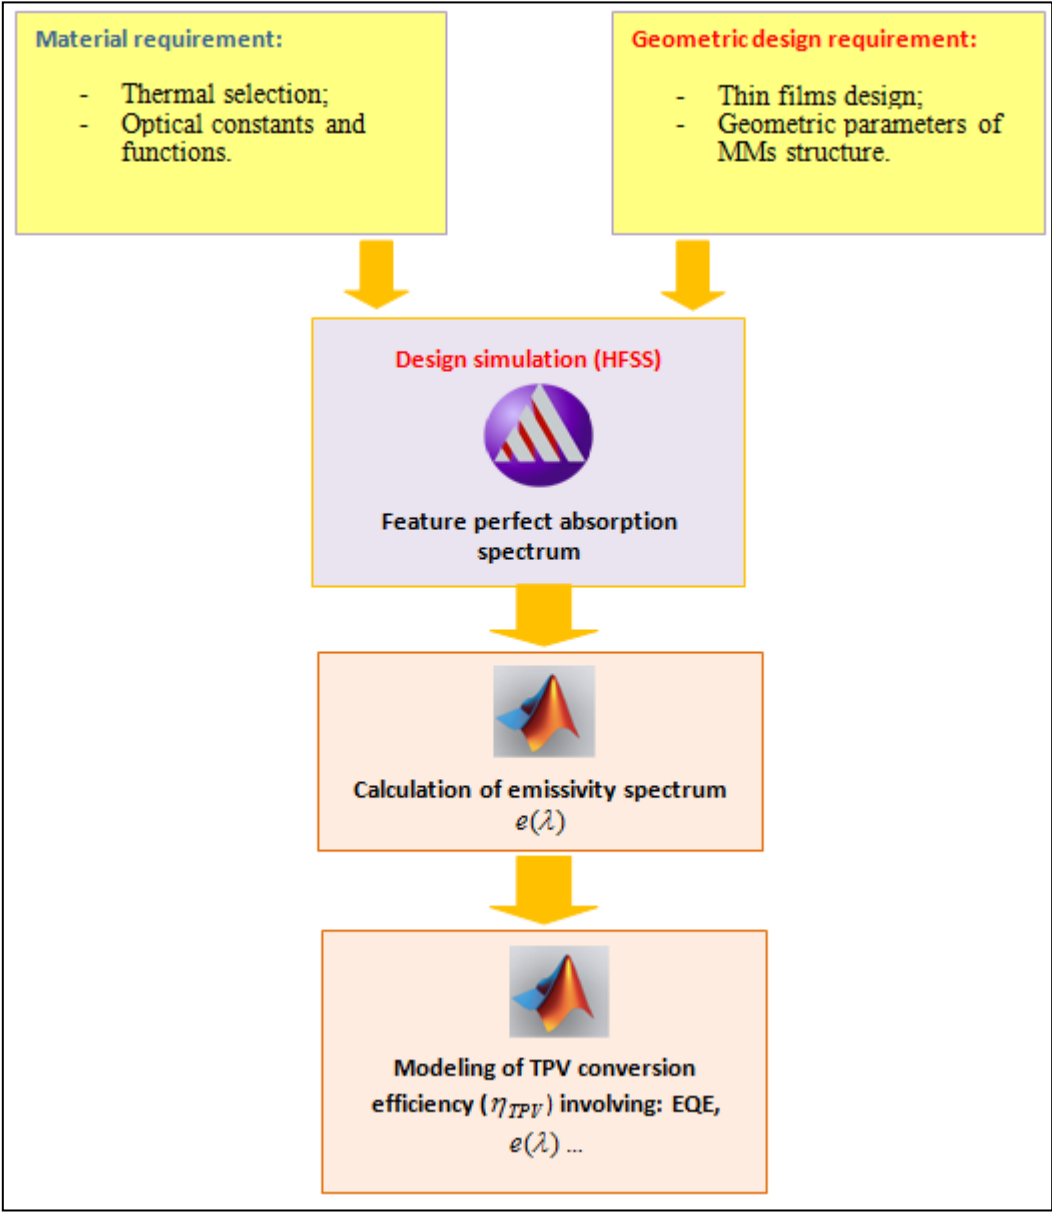 Material requirement:
- Thermal selection;
- Optical constants and
functions.
Geometric design requirement:
- Thin films design;
- Geometric parameters of
MMs structure.
Design simulation (HFSS)
Feature perfect absorption
spectrum
Calculation of emissivity spectrum
e(λ)
Modeling of TPV conversion
efficiency (η_TPV) involving: EQE,
e(λ) ...